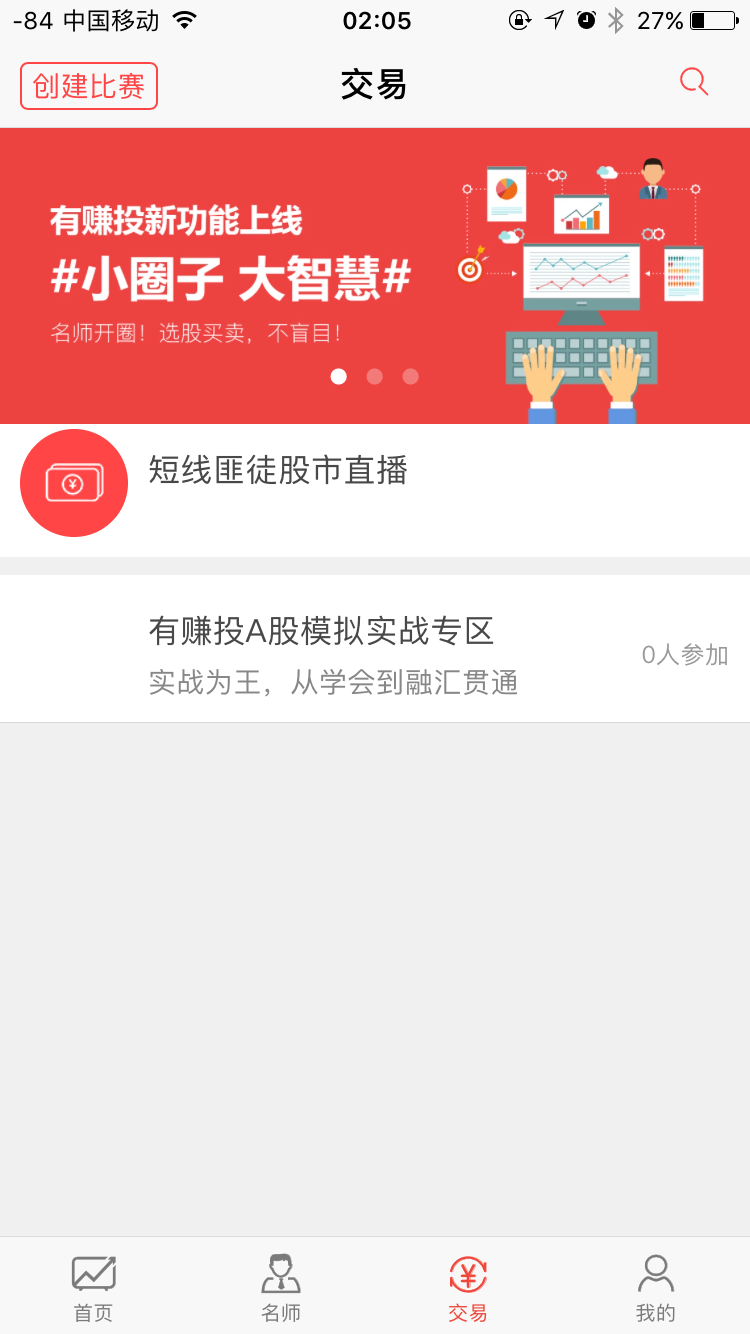 -84 中国移动 02:05 27%
创建比赛 交易
有赚投新功能上线
#小圈子 大智慧#
名师开圈！选股买卖，不盲目！
短线匪徒股市直播
有赚投A股模拟实战专区
0人参加
实战为王，从学会到融汇贯通
首页 名师 交易 我的